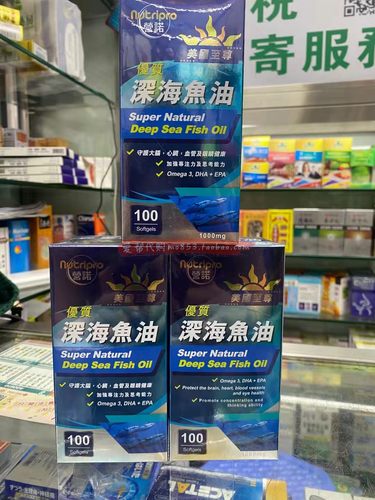 稅
寄服務
Nutripro
營諾
美國至尊
優質
深海魚油
Super Natural
Deep Sea Fish Oil
✓ 守護大腦、心臟、血管及眼睛健康
✓ 加強專注力及思考能力
✓ Omega 3, DHA + EPA
100
Softgels
1000mg
Nutripro
營諾
美國至尊
優質
深海魚油
Super Natural
Deep Sea Fish Oil
✓ 守護大腦、心臟、血管及眼睛健康
✓ 加強專注力及思考能力
✓ Omega 3, DHA + EPA
100
Softgels
Nutripro
營諾
美國至尊
優質
深海魚油
Super Natural
Deep Sea Fish Oil
✓ Omega 3, DHA + EPA
✓ Protect the brain, heart, blood vessels
and eye health
✓ Promote concentration and
thinking ability
100
Softgels